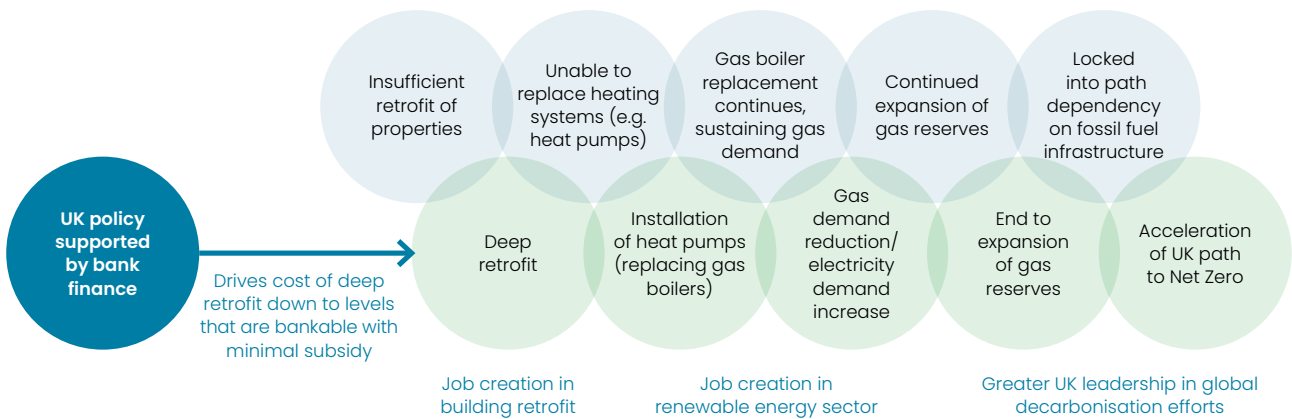 Insufficient
retrofit of
properties
Unable to
replace heating
systems (e.g.
heat pumps)
Gas boiler
replacement
continues,
sustaining gas
demand
Continued
expansion of
gas reserves
Locked
into path
dependency
on fossil fuel
infrastructure
UK policy
supported
by bank
finance
Drives cost of deep
retrofit down to levels
that are bankable with
minimal subsidy
Deep
retrofit
Installation
of heat pumps
(replacing gas
boilers)
Gas
demand
reduction/
electricity
demand
increase
End to
expansion
of gas
reserves
Acceleration
of UK path
to Net Zero
Job creation in
building retrofit
Job creation in
renewable energy sector
Greater UK leadership in global
decarbonisation efforts